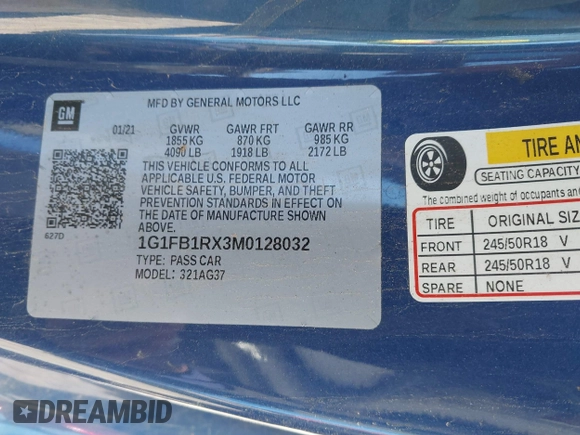 GM
MFD BY GENERAL MOTORS LLC
01/21 GVWR GAWR FRT GAWR RR
1855 KG 870 KG 985 KG
4090 LB 1918 LB 2172 LB
THIS VEHICLE CONFORMS TO ALL
APPLICABLE U.S. FEDERAL MOTOR
VEHICLE SAFETY, BUMPER, AND THEFT
PREVENTION STANDARDS IN EFFECT ON
THE DATE OF MANUFACTURE SHOWN
ABOVE.
627D
1G1FB1RX3M0128032
TYPE: PASS CAR
MODEL: 321AG37
TIRE AN
SEATING CAPACITY
The combined weight of occupants an
TIRE ORIGINAL SIZ
FRONT 245/50R18 V
REAR 245/50R18 V
SPARE NONE
DREAMBID